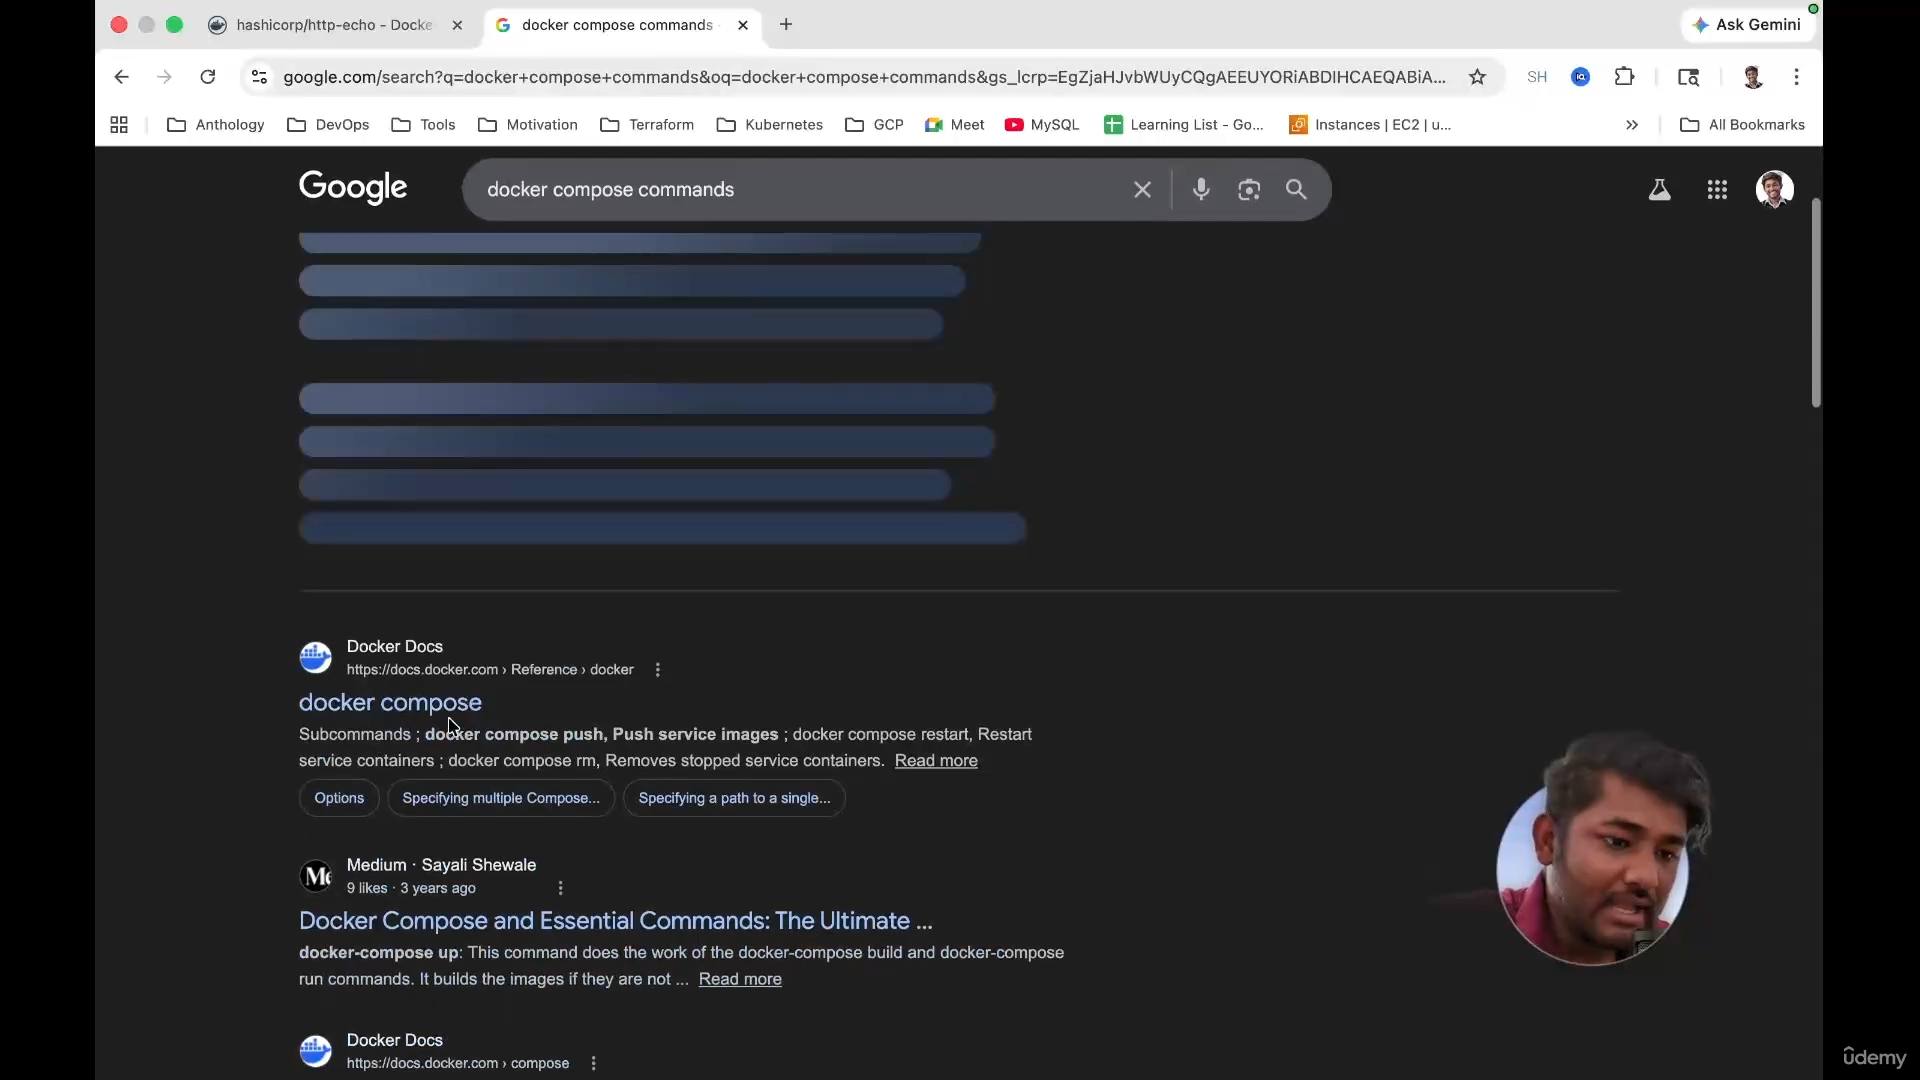 hashicorp/http-echo - Docke
docker compose commands
Ask Gemini
google.com/search?q=docker+compose+commands&oq=docker+compose+commands&gs_lcrp=EgZjaHJvbWUyCQgAEEUYORiABDIHCAEQABiA...
SH
Anthology
DevOps
Tools
Motivation
Terraform
Kubernetes
GCP
Meet
MySQL
Learning List - Go...
Instances | EC2 | u...
All Bookmarks
Google
docker compose commands
Docker Docs
https://docs.docker.com › Reference › docker
docker compose
Subcommands ; docker compose push, Push service images ; docker compose restart, Restart
service containers ; docker compose rm, Removes stopped service containers. Read more
Options
Specifying multiple Compose...
Specifying a path to a single...
Medium · Sayali Shewale
9 likes · 3 years ago
Docker Compose and Essential Commands: The Ultimate ...
docker-compose up: This command does the work of the docker-compose build and docker-compose
run commands. It builds the images if they are not ... Read more
Docker Docs
https://docs.docker.com › compose
udemy